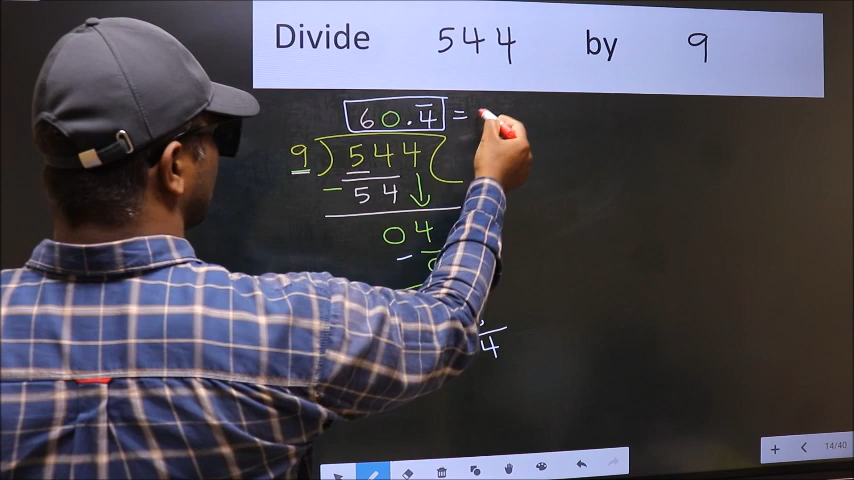 Divide 544 by 9
60.4̅ =
9 ) 544 (
- 54 ↓
04
-
4
14/40